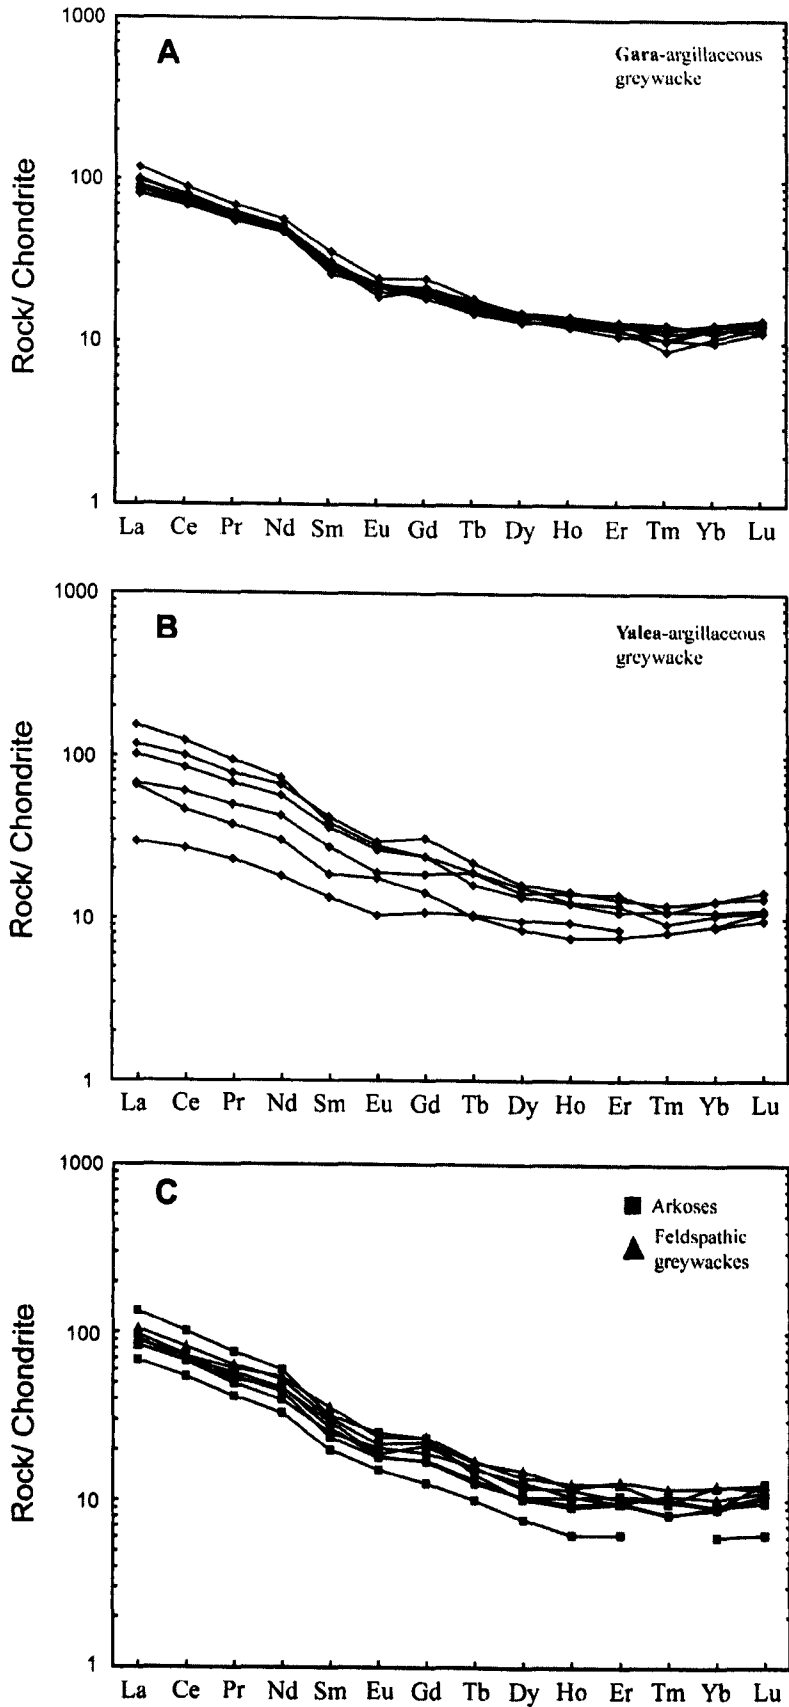 1000
A
Gara-argillaceous
greywacke
100
Rock/ Chondrite
10
1
La Ce Pr Nd Sm Eu Gd Tb Dy Ho Er Tm Yb Lu
1000
B
Yalea-argillaceous
greywacke
100
Rock/ Chondrite
10
1
La Ce Pr Nd Sm Eu Gd Tb Dy Ho Er Tm Yb Lu
1000
C
Arkoses
Feldspathic
greywackes
100
Rock/ Chondrite
10
1
La Ce Pr Nd Sm Eu Gd Tb Dy Ho Er Tm Yb Lu